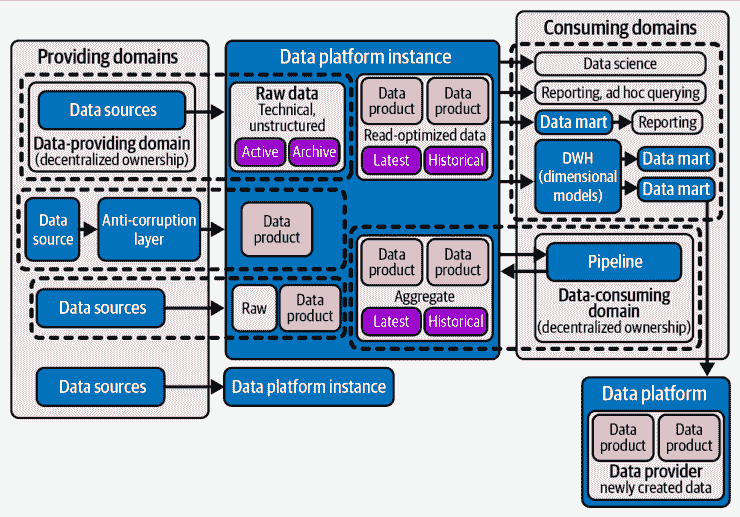 Providing domains
Data sources
Data-providing domain
(decentralized ownership)
Data
source
Anti-corruption
layer
Data sources
Data sources
Data platform instance
Raw data
Technical,
unstructured
Active
Archive
Data
product
Data
product
Read-optimized data
Latest
Historical
Data
product
Raw
Data
product
Data
product
Data
product
Aggregate
Latest
Historical
Data platform instance
Consuming domains
Data science
Reporting, ad hoc querying
Data mart
Reporting
DWH
(dimensional
models)
Data mart
Data mart
Pipeline
Data-consuming
domain
(decentralized ownership)
Data platform
Data
product
Data
product
Data provider
newly created data